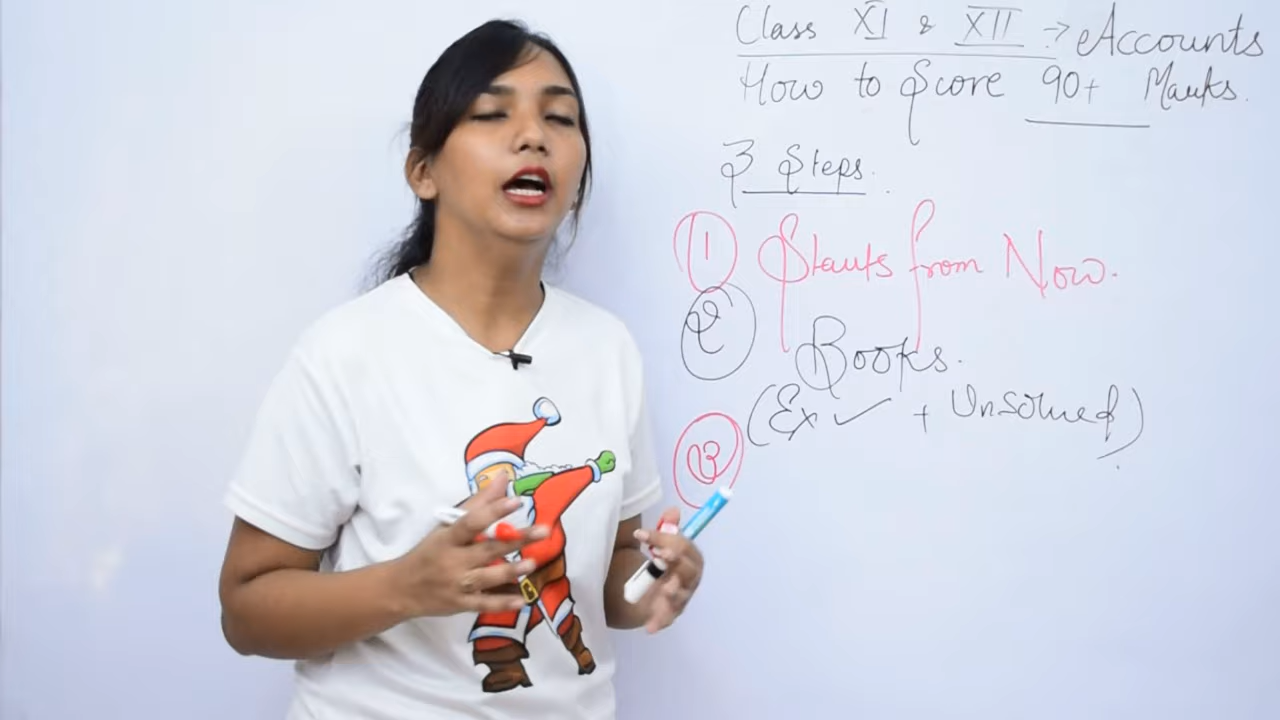 Class XI & XII :→ Accounts
How to Score 90+ Marks.
3 Steps.
① Starts from Now.
② Books.
(Ex ✓ + Unsolved)
③